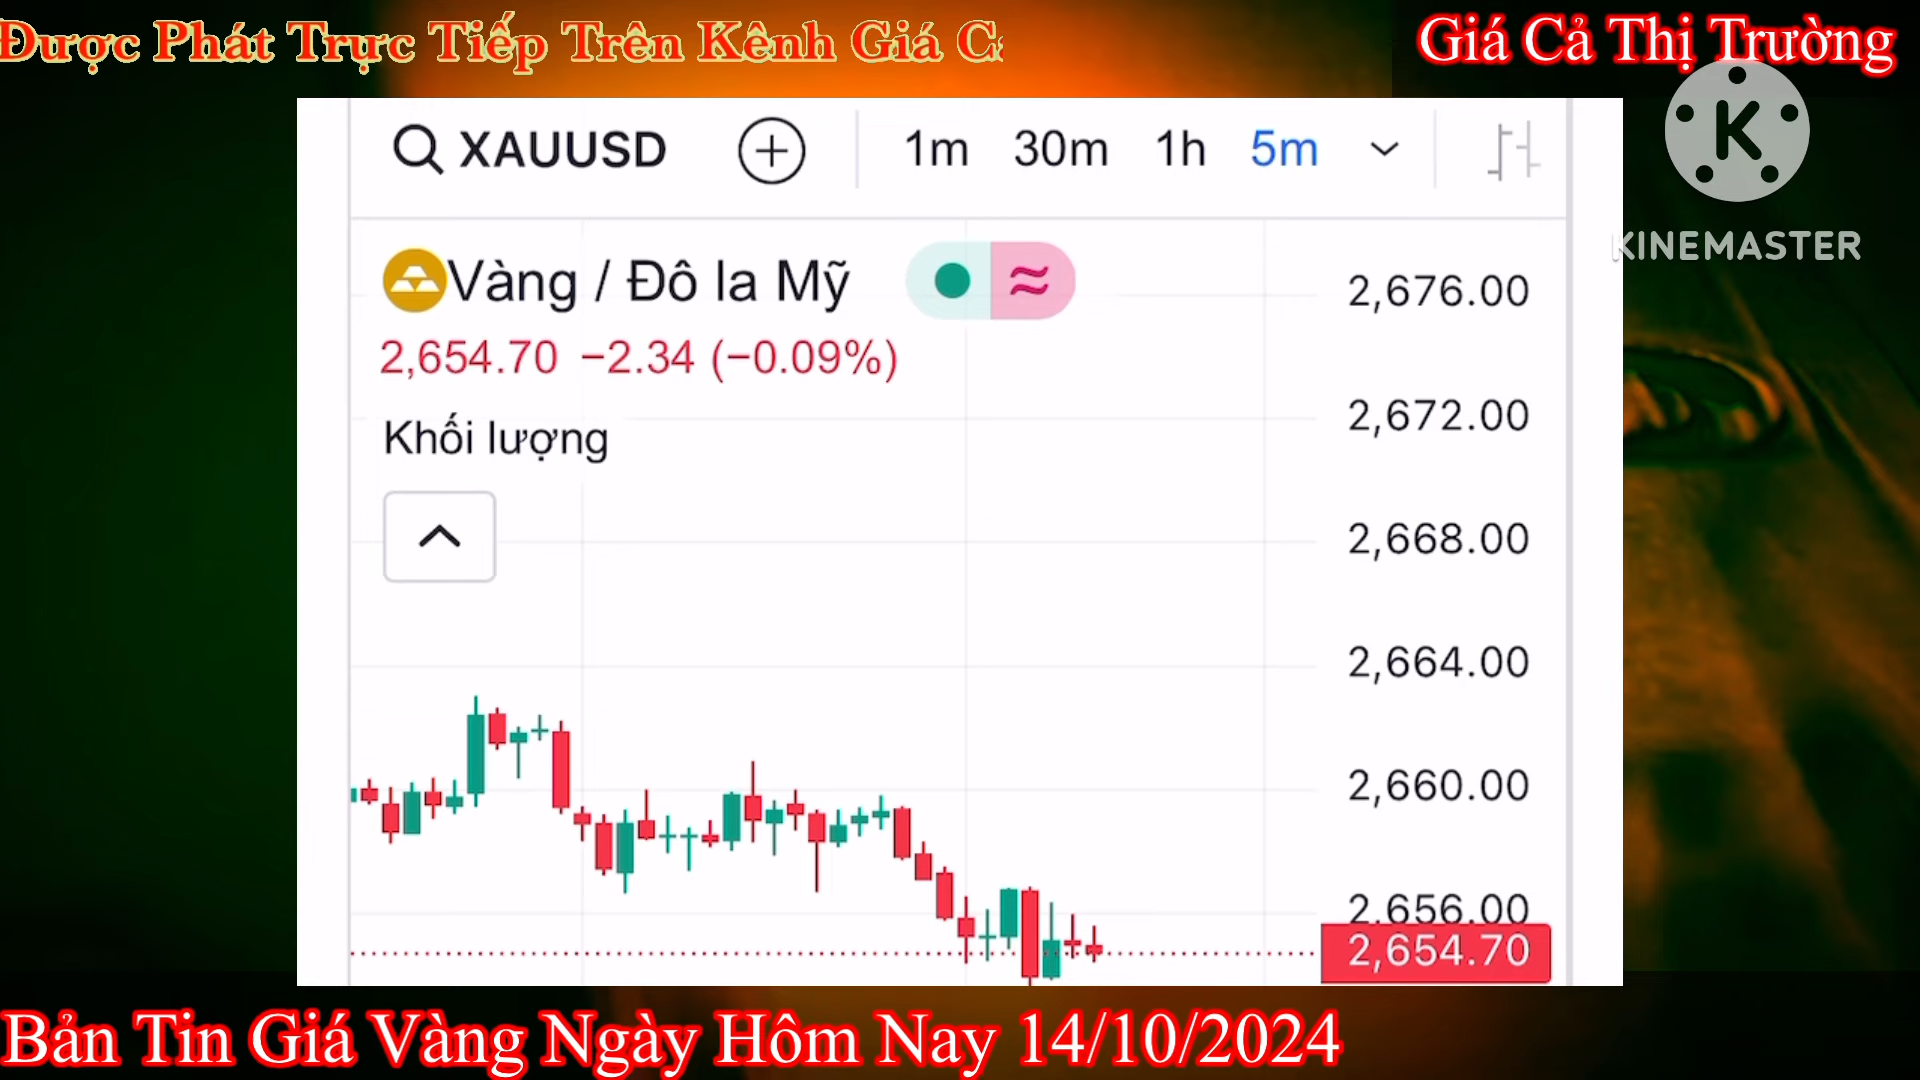 Được Phát Trực Tiếp Trên Kênh Giá Cả
Giá Cả Thị Trường
K
KINEMASTER
XAUUSD
1m 30m 1h 5m
Vàng / Đô la Mỹ
2,654.70 −2.34 (−0.09%)
Khối lượng
2,676.00
2,672.00
2,668.00
2,664.00
2,660.00
2,656.00
2,654.70
Bản Tin Giá Vàng Ngày Hôm Nay 14/10/2024